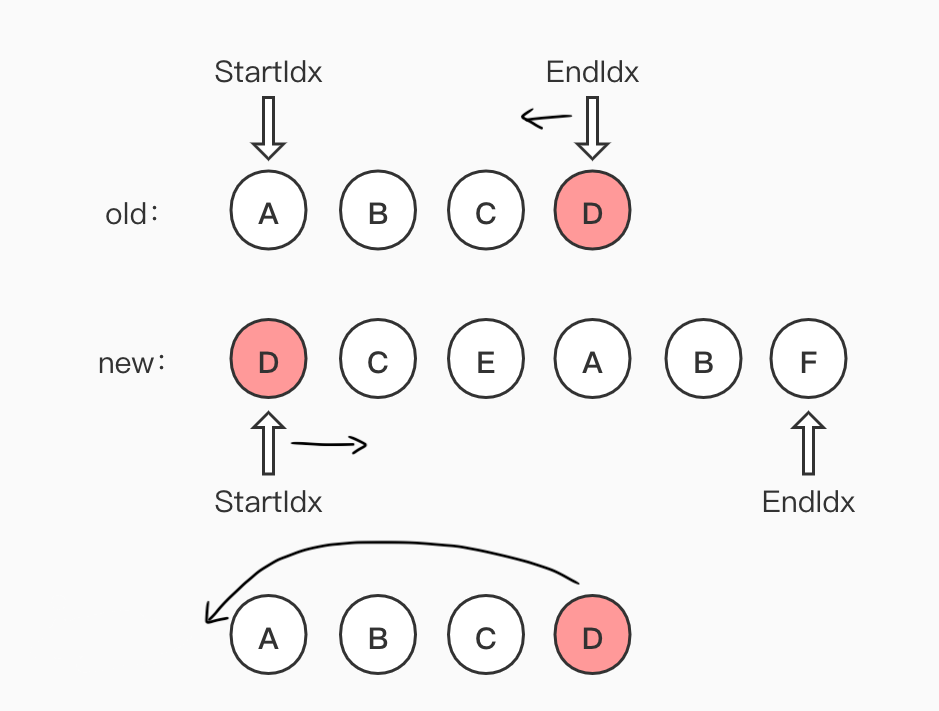 StartIdx EndIdx
old： A B C D
new： D C E A B F
StartIdx EndIdx
A B C D